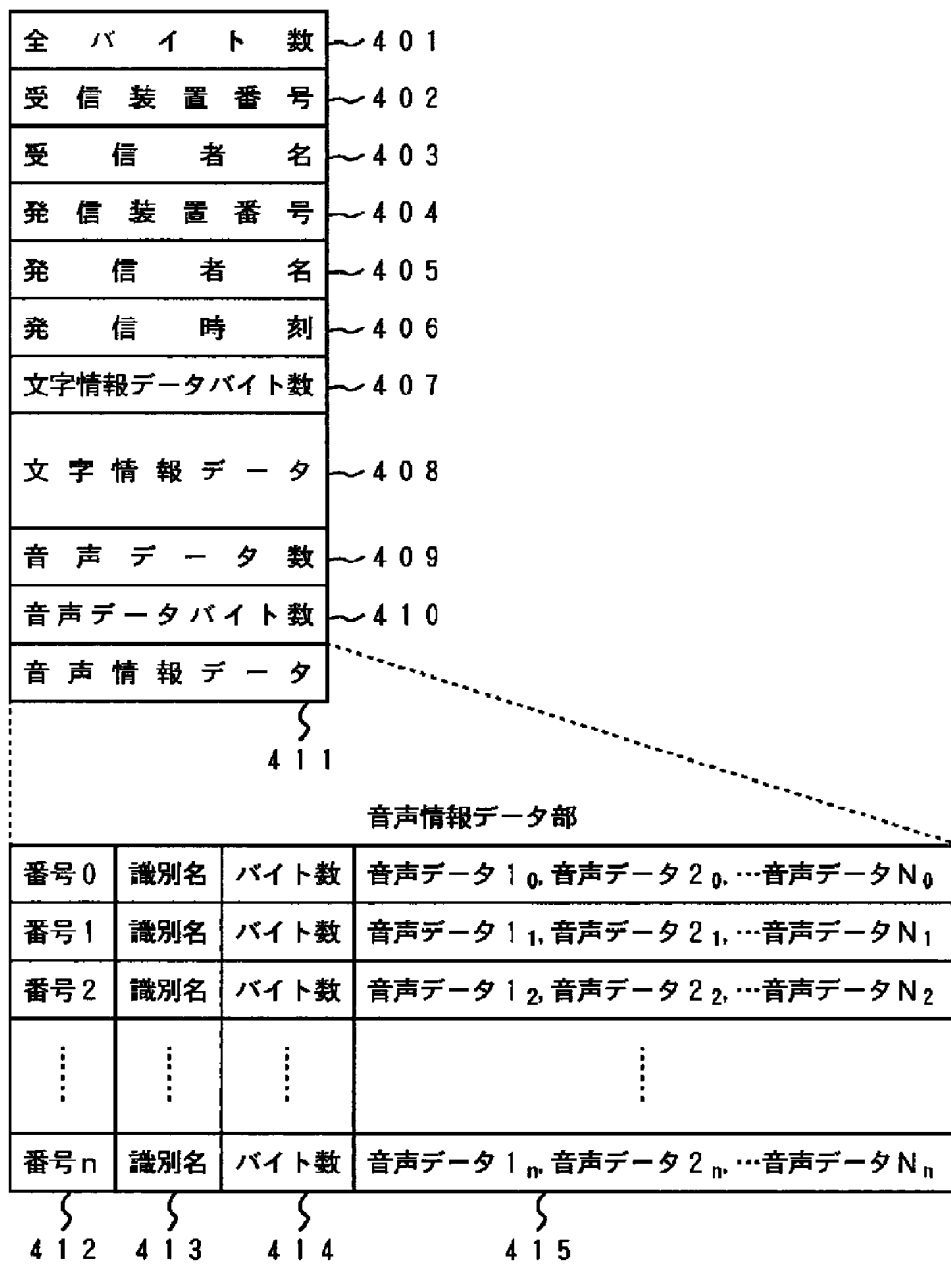 全バイト数 401
受信装置番号 402
受信者名 403
発信装置番号 404
発信者名 405
発信時刻 406
文字情報データバイト数 407
文字情報データ 408
音声データ数 409
音声データバイト数 410
音声情報データ
411
音声情報データ部
番号0 識別名 バイト数 音声データ1₀,音声データ2₀,…音声データN₀
番号1 識別名 バイト数 音声データ1₁,音声データ2₁,…音声データN₁
番号2 識別名 バイト数 音声データ1₂,音声データ2₂,…音声データN₂
番号n 識別名 バイト数 音声データ1ₙ,音声データ2ₙ,…音声データNₙ
412 413 414 415